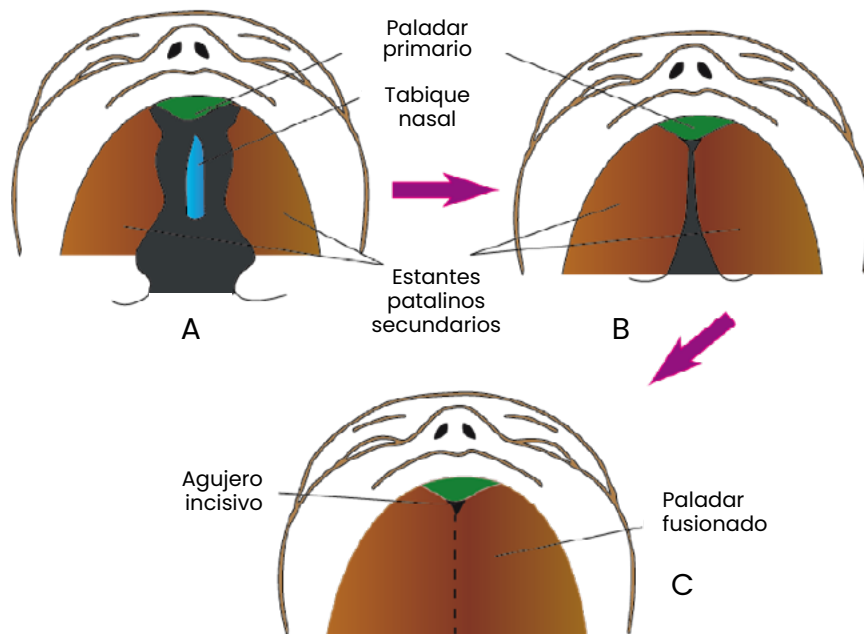 Paladar
primario
Tabique
nasal
Estantes
patalinos
secundarios
A
B
Agujero
incisivo
Paladar
fusionado
C